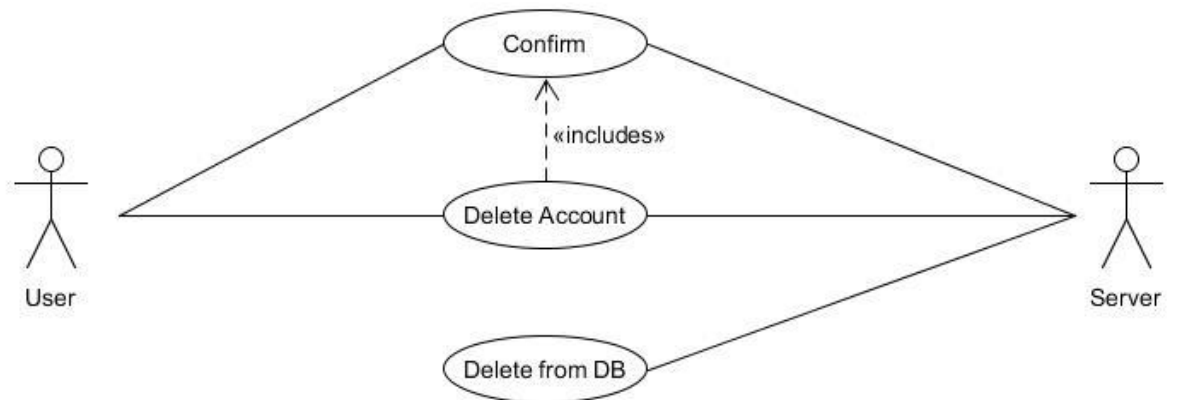 Confirm
«includes»
Delete Account
User
Server
Delete from DB